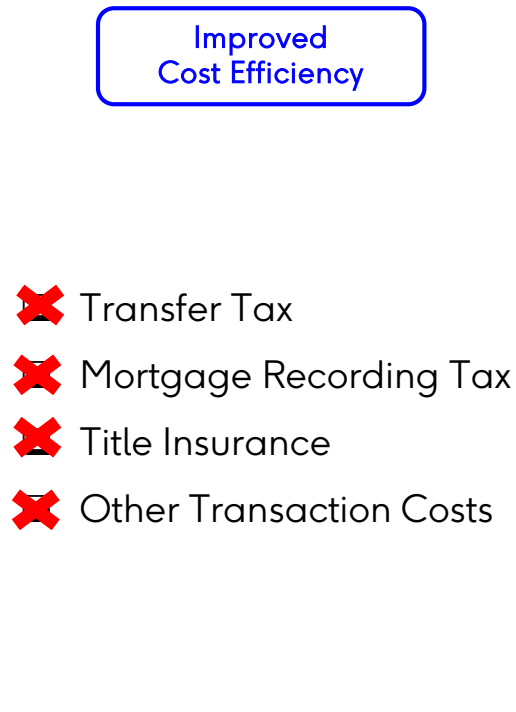 Improved
Cost Efficiency
Transfer Tax
Mortgage Recording Tax
Title Insurance
Other Transaction Costs